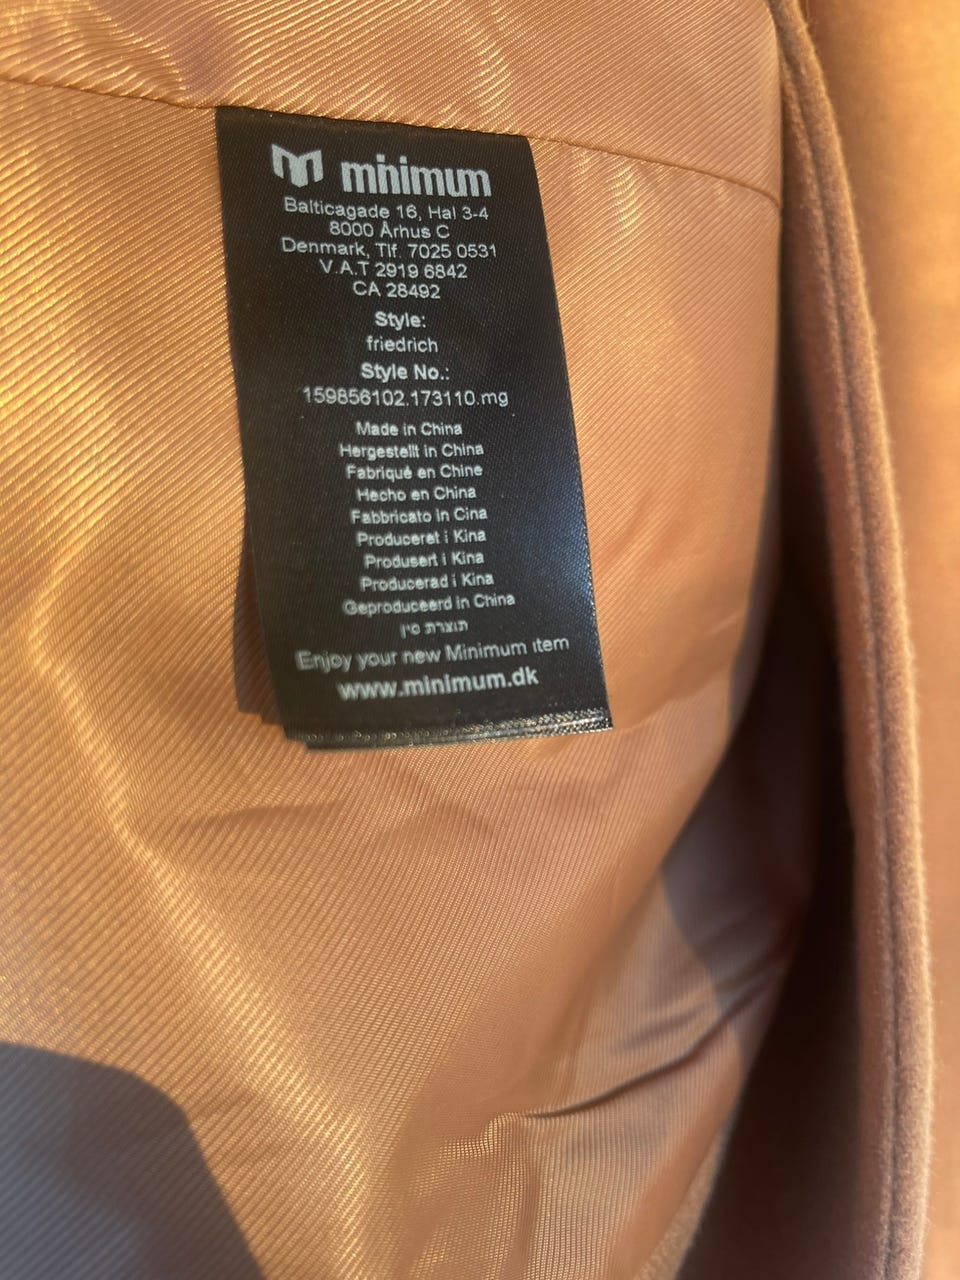 minimum
Balticagade 16, Hal 3-4
8000 Århus C
Denmark, Tlf. 7025 0531
V.A.T 2919 6842
CA 28492
Style:
friedrich
Style No.:
159856102.173110.mg
Made in China
Hergestellt in China
Fabriqué en Chine
Hecho en China
Fabbricato in Cina
Produceret i Kina
Produsert i Kina
Producerad i Kina
Geproduceerd in China
תוצרת סין
Enjoy your new Minimum item
www.minimum.dk